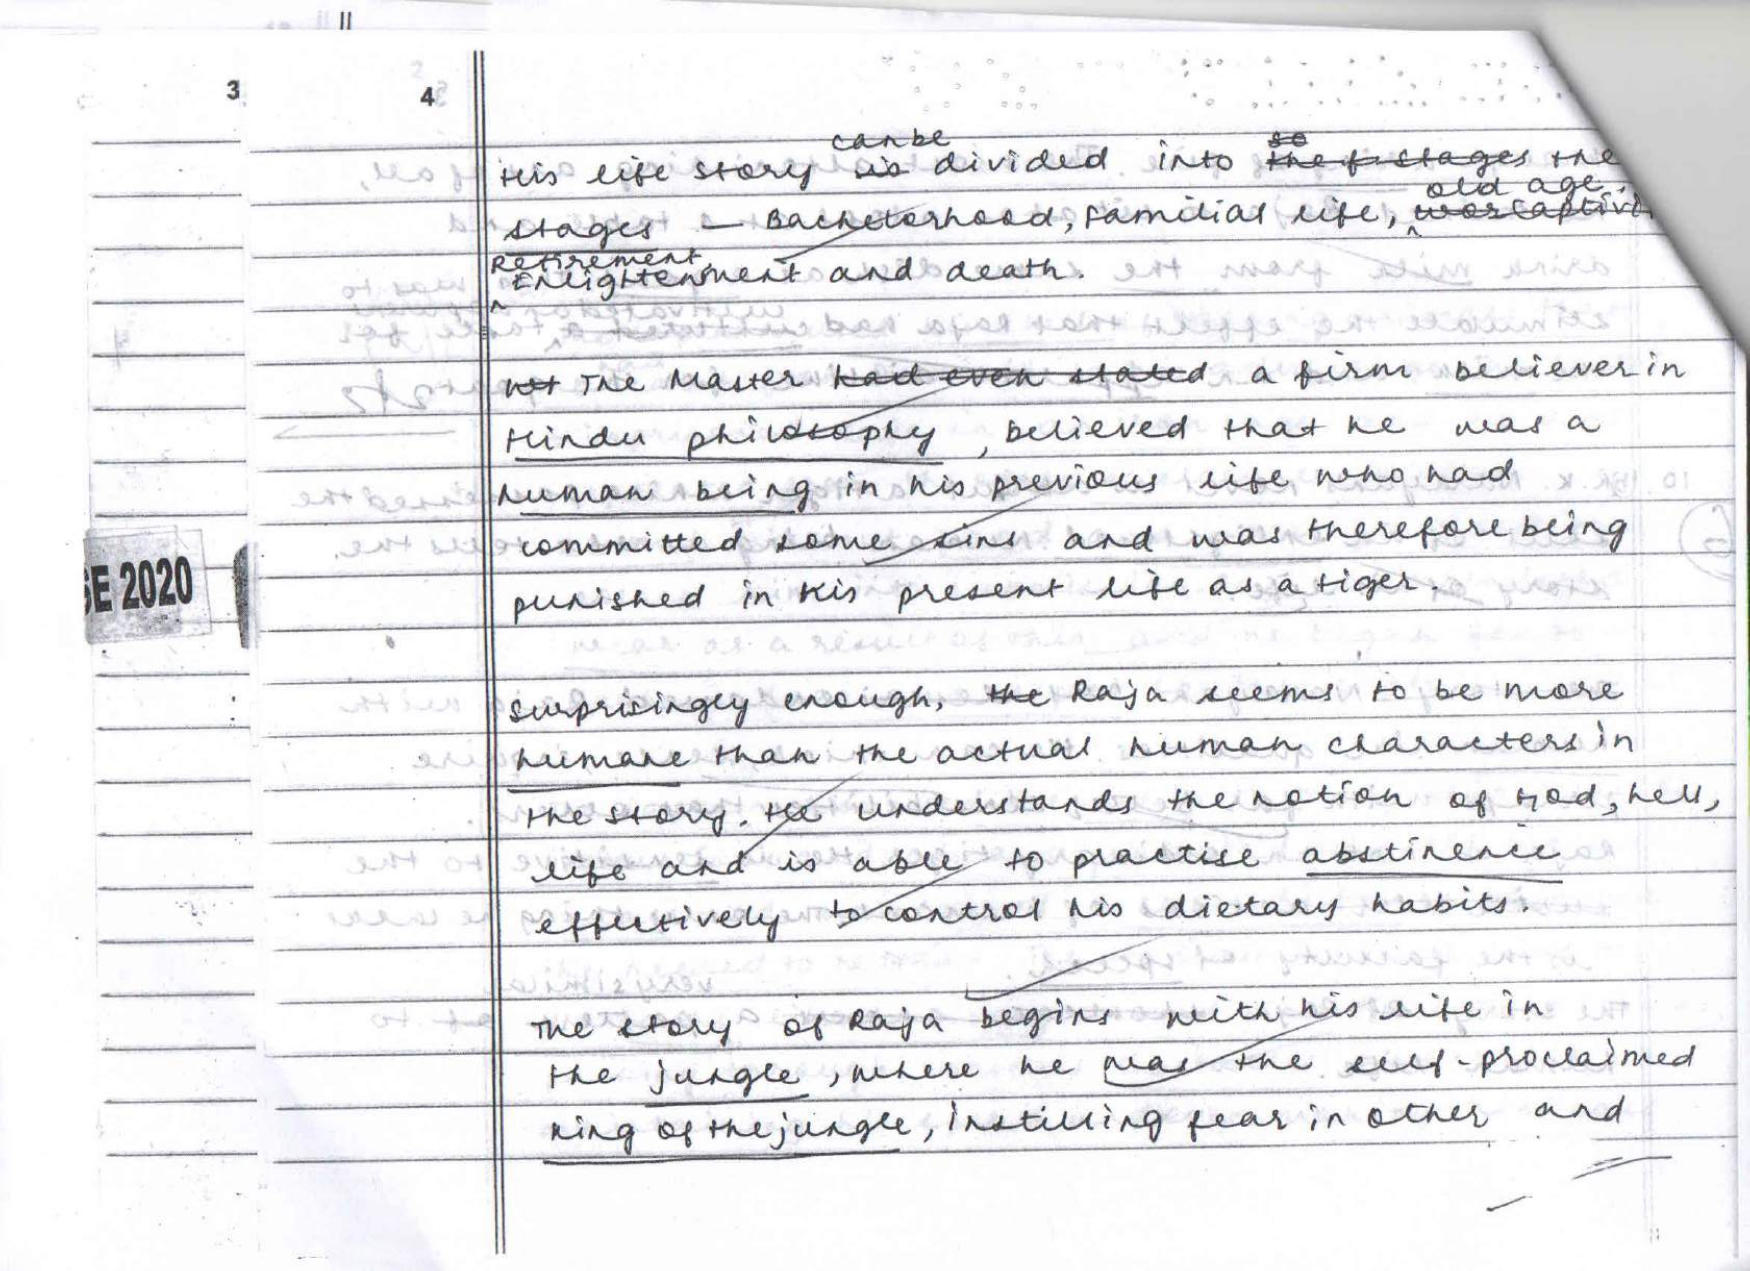 3
4
His life story can be divided into the
stages — Bachelorhood, familial life, old age,
Retirement,
Enlightenment and death.
The Master a firm believer in
Hindu philosophy, believed that he was a
human being in his previous life who had
committed some sins and was therefore being
punished in his present life as a tiger.
SE 2020
Surprisingly enough, Raja seems to be more
humane than the actual human characters in
the story. He understands the notion of God, hell,
life and is able to practise abstinence
effectively to control his dietary habits.
The story of Raja begins with his life in
the jungle, where he was the self-proclaimed
king of the jungle, instilling fear in other and